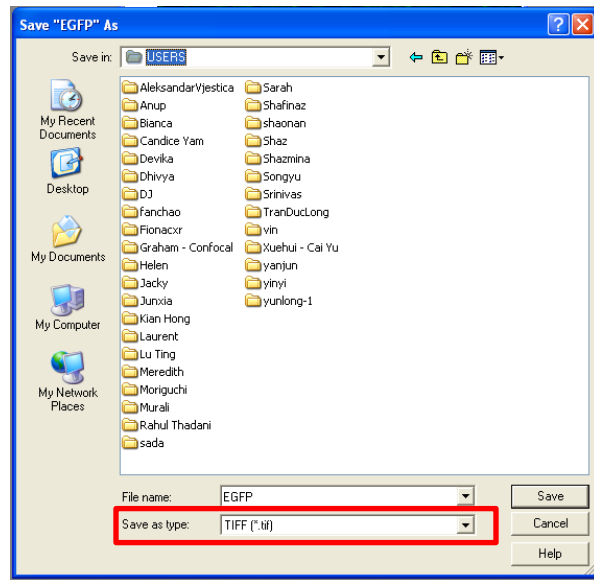 Save "EGFP" As
Save in: USERS
My Recent Documents
Desktop
My Documents
My Computer
My Network Places
AleksandarVjestica
Anup
Bianca
Candice Yam
Devika
Dhivya
DJ
fanchao
Fionacxr
Graham - Confocal
Helen
Jacky
Junxia
Kian Hong
Laurent
Lu Ting
Meredith
Moriguchi
Murali
Rahul Thadani
sada
Sarah
Shafinaz
shaonan
Shaz
Shazmina
Songyu
Srinivas
TranDucLong
vin
Xuehui - Cai Yu
yanjun
yinyi
yunlong-1
File name: EGFP
Save
Save as type: TIFF (*.tif)
Cancel
Help